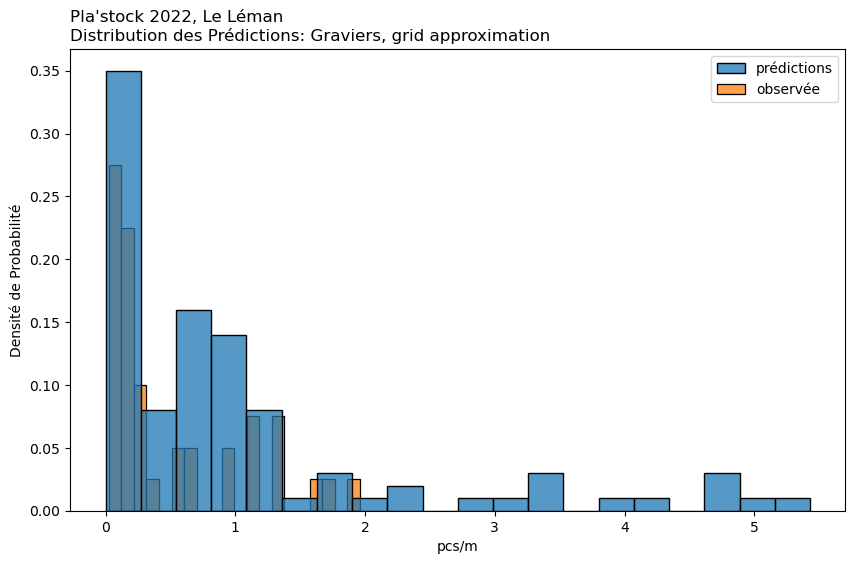 Pla'stock 2022, Le Léman
Distribution des Prédictions: Graviers, grid approximation
prédictions
observée
Densité de Probabilité
0.35
0.30
0.25
0.20
0.15
0.10
0.05
0.00
0 1 2 3 4 5
pcs/m